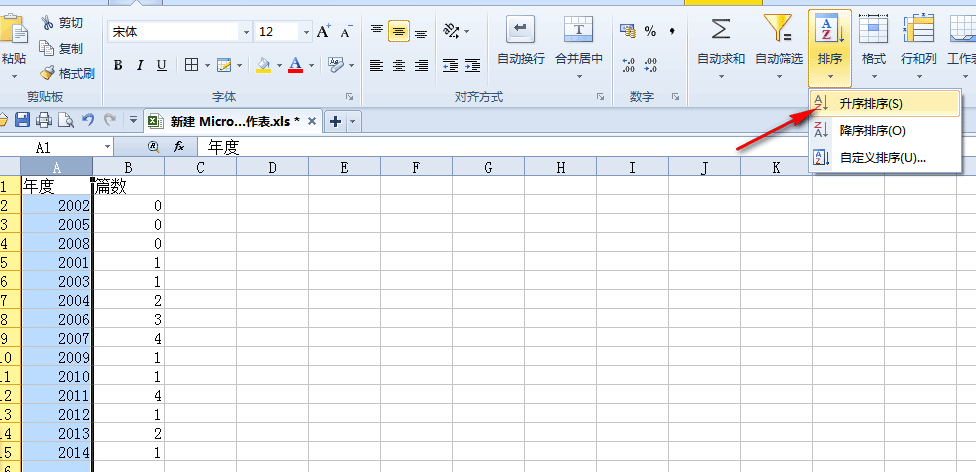 剪切
宋体 12 A+ A-
%
复制
粘贴 格式刷
B I U A
自动换行 合并居中
自动求和 自动筛选 排序 格式 行和列 工作表
剪贴板 字体 对齐方式 数字
升序排序(S)
降序排序(O)
自定义排序(U)...
新建 Micro...作表.xls *
A1 fx 年度
A B C D E F G H I J K
1 年度 篇数
2 2002 0
3 2005 0
4 2008 0
5 2001 1
6 2003 1
7 2004 2
8 2006 3
9 2007 4
10 2009 1
11 2010 1
12 2011 4
13 2012 1
14 2013 2
15 2014 1